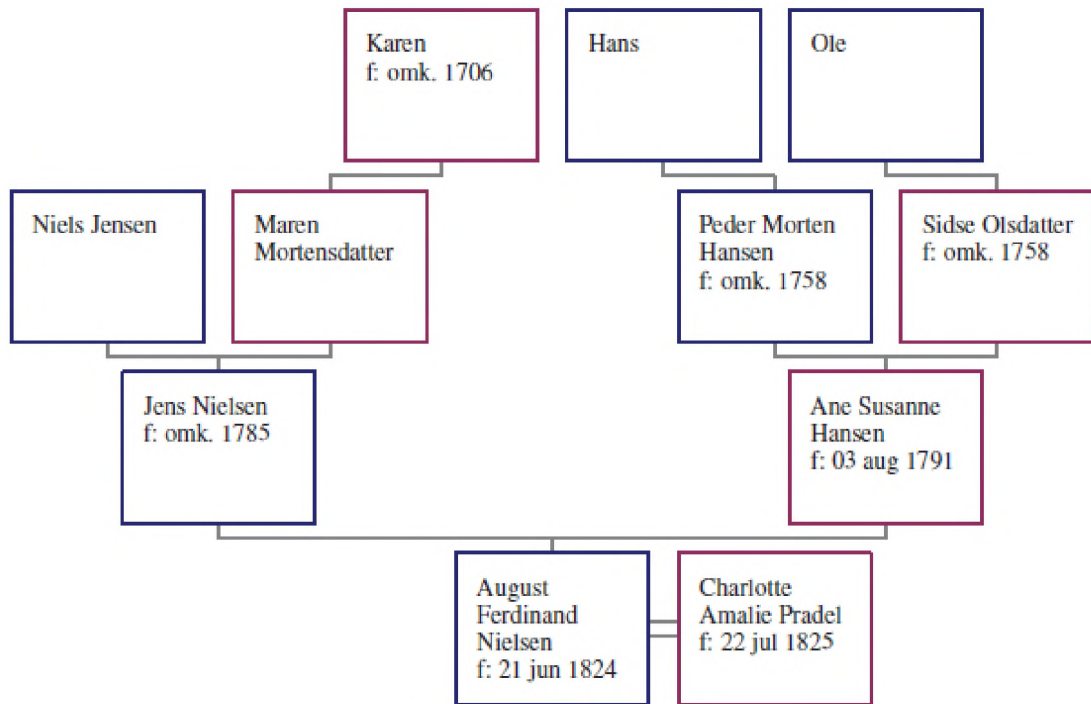 Karen
f: omk. 1706
Hans
Ole
Niels Jensen
Maren
Mortensdatter
Peder Morten
Hansen
f: omk. 1758
Sidse Olsdatter
f: omk. 1758
Jens Nielsen
f: omk. 1785
Ane Susanne
Hansen
f: 03 aug 1791
August
Ferdinand
Nielsen
f: 21 jun 1824
Charlotte
Amalie Pradel
f: 22 jul 1825